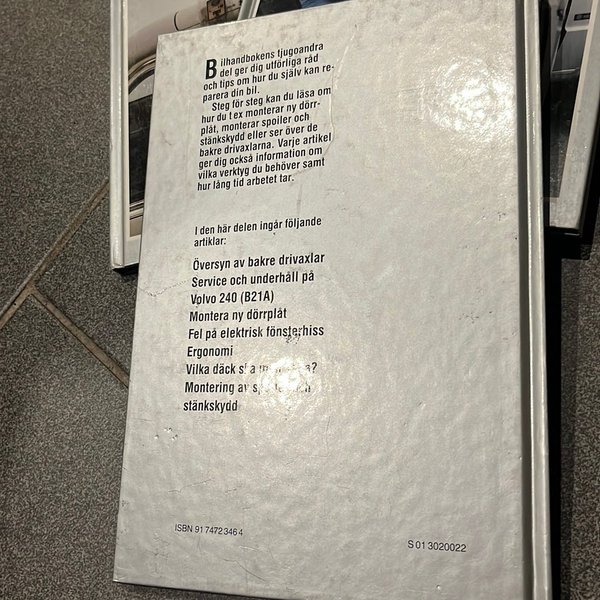 Bilhandbokens tjugoandra
del ger dig utförliga råd
och tips om hur du själv kan re-
parera din bil.
Steg för steg kan du läsa om
hur du t ex monterar ny dörr-
plåt, monterar spoiler och
stänkskydd eller ser över de
bakre drivaxlarna. Varje artikel
ger dig också information om
vilka verktyg du behöver samt
hur lång tid arbetet tar.
I den här delen ingår följande
artiklar:
Översyn av bakre drivaxlar
Service och underhåll på
Volvo 240 (B21A)
Montera ny dörrplåt
Fel på elektrisk fönsterhiss
Ergonomi
Vilka däck
Montering av
stänkskydd
ISBN 91 7472 346 4
S 01 3020022